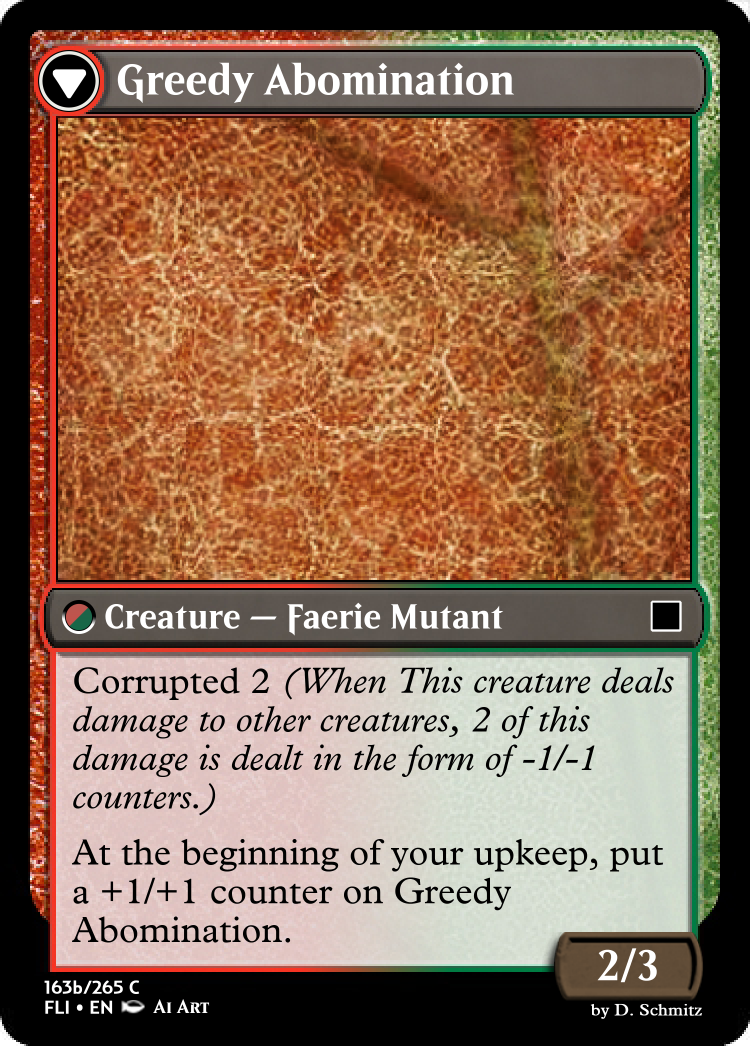 Greedy Abomination
Creature — Faerie Mutant
Corrupted 2 (When This creature deals
damage to other creatures, 2 of this
damage is dealt in the form of -1/-1
counters.)
At the beginning of your upkeep, put
a +1/+1 counter on Greedy
Abomination.
2/3
163b/265 C
FLI • EN AI ART
by D. Schmitz